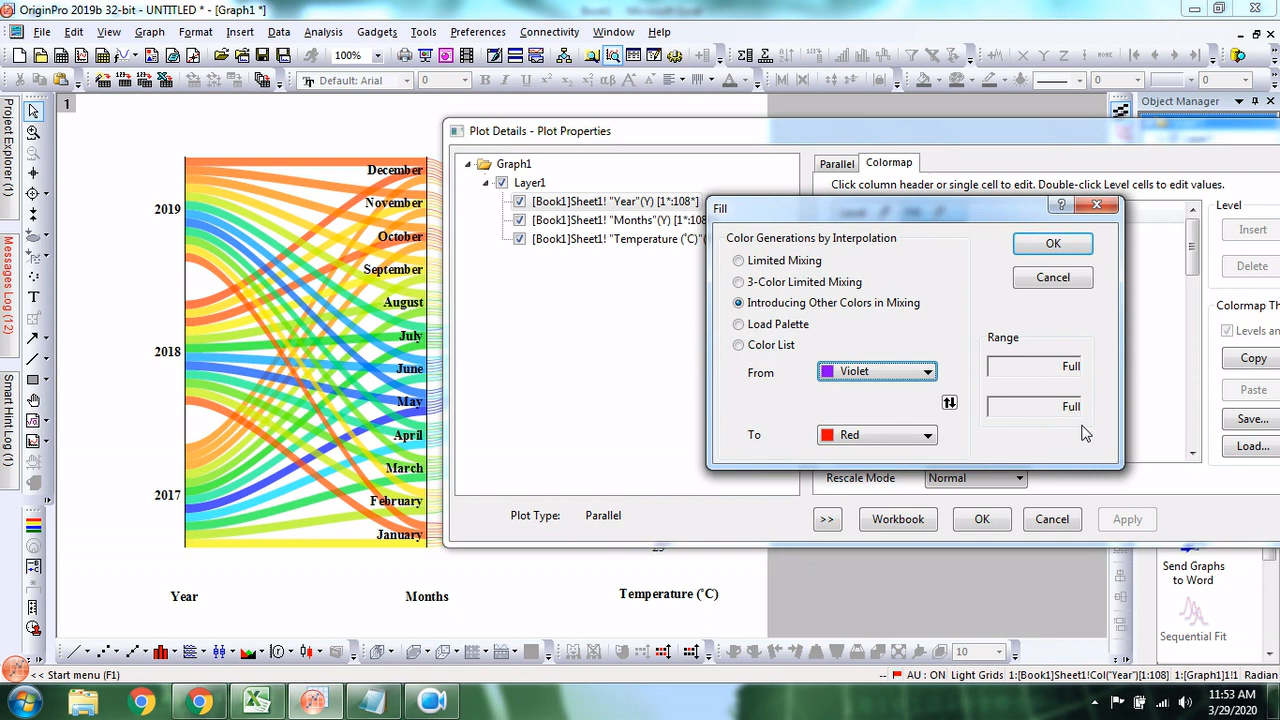 OriginPro 2019b 32-bit - UNTITLED * - [Graph1 *]
File Edit View Graph Format Insert Data Analysis Gadgets Tools Preferences Connectivity Window Help
100%
Default: Arial 0 B I U 0 0
1
Object Manager
Project Explorer (1)
Messages Log (12)
Smart Hint Log (1)
2019
2018
2017
December
November
October
September
August
July
June
May
April
March
February
January
25
Year Months Temperature (°C)
Plot Details - Plot Properties
Graph1
Layer1
[Book1]Sheet1! "Year"(Y) [1*:108*]
[Book1]Sheet1! "Months"(Y) [1*:108
[Book1]Sheet1! "Temperature (°C)"(
Parallel Colormap
Click column header or single cell to edit. Double-click Level cells to edit values.
Level
Insert
Delete
Colormap Th
Levels an
Copy
Paste
Save...
Load...
Fill
Color Generations by Interpolation
Limited Mixing
3-Color Limited Mixing
Introducing Other Colors in Mixing
Load Palette
Color List
From Violet
To Red
OK
Cancel
Range
Full
Full
Rescale Mode Normal
Plot Type: Parallel
>> Workbook OK Cancel Apply
Send Graphs
to Word
Sequential Fit
10
<< Start menu (F1)
-- AU : ON Light Grids 1:[Book1]Sheet1!Col("Year")[1:108] 1:[Graph1]1!1 Radian
11:53 AM
3/29/2020